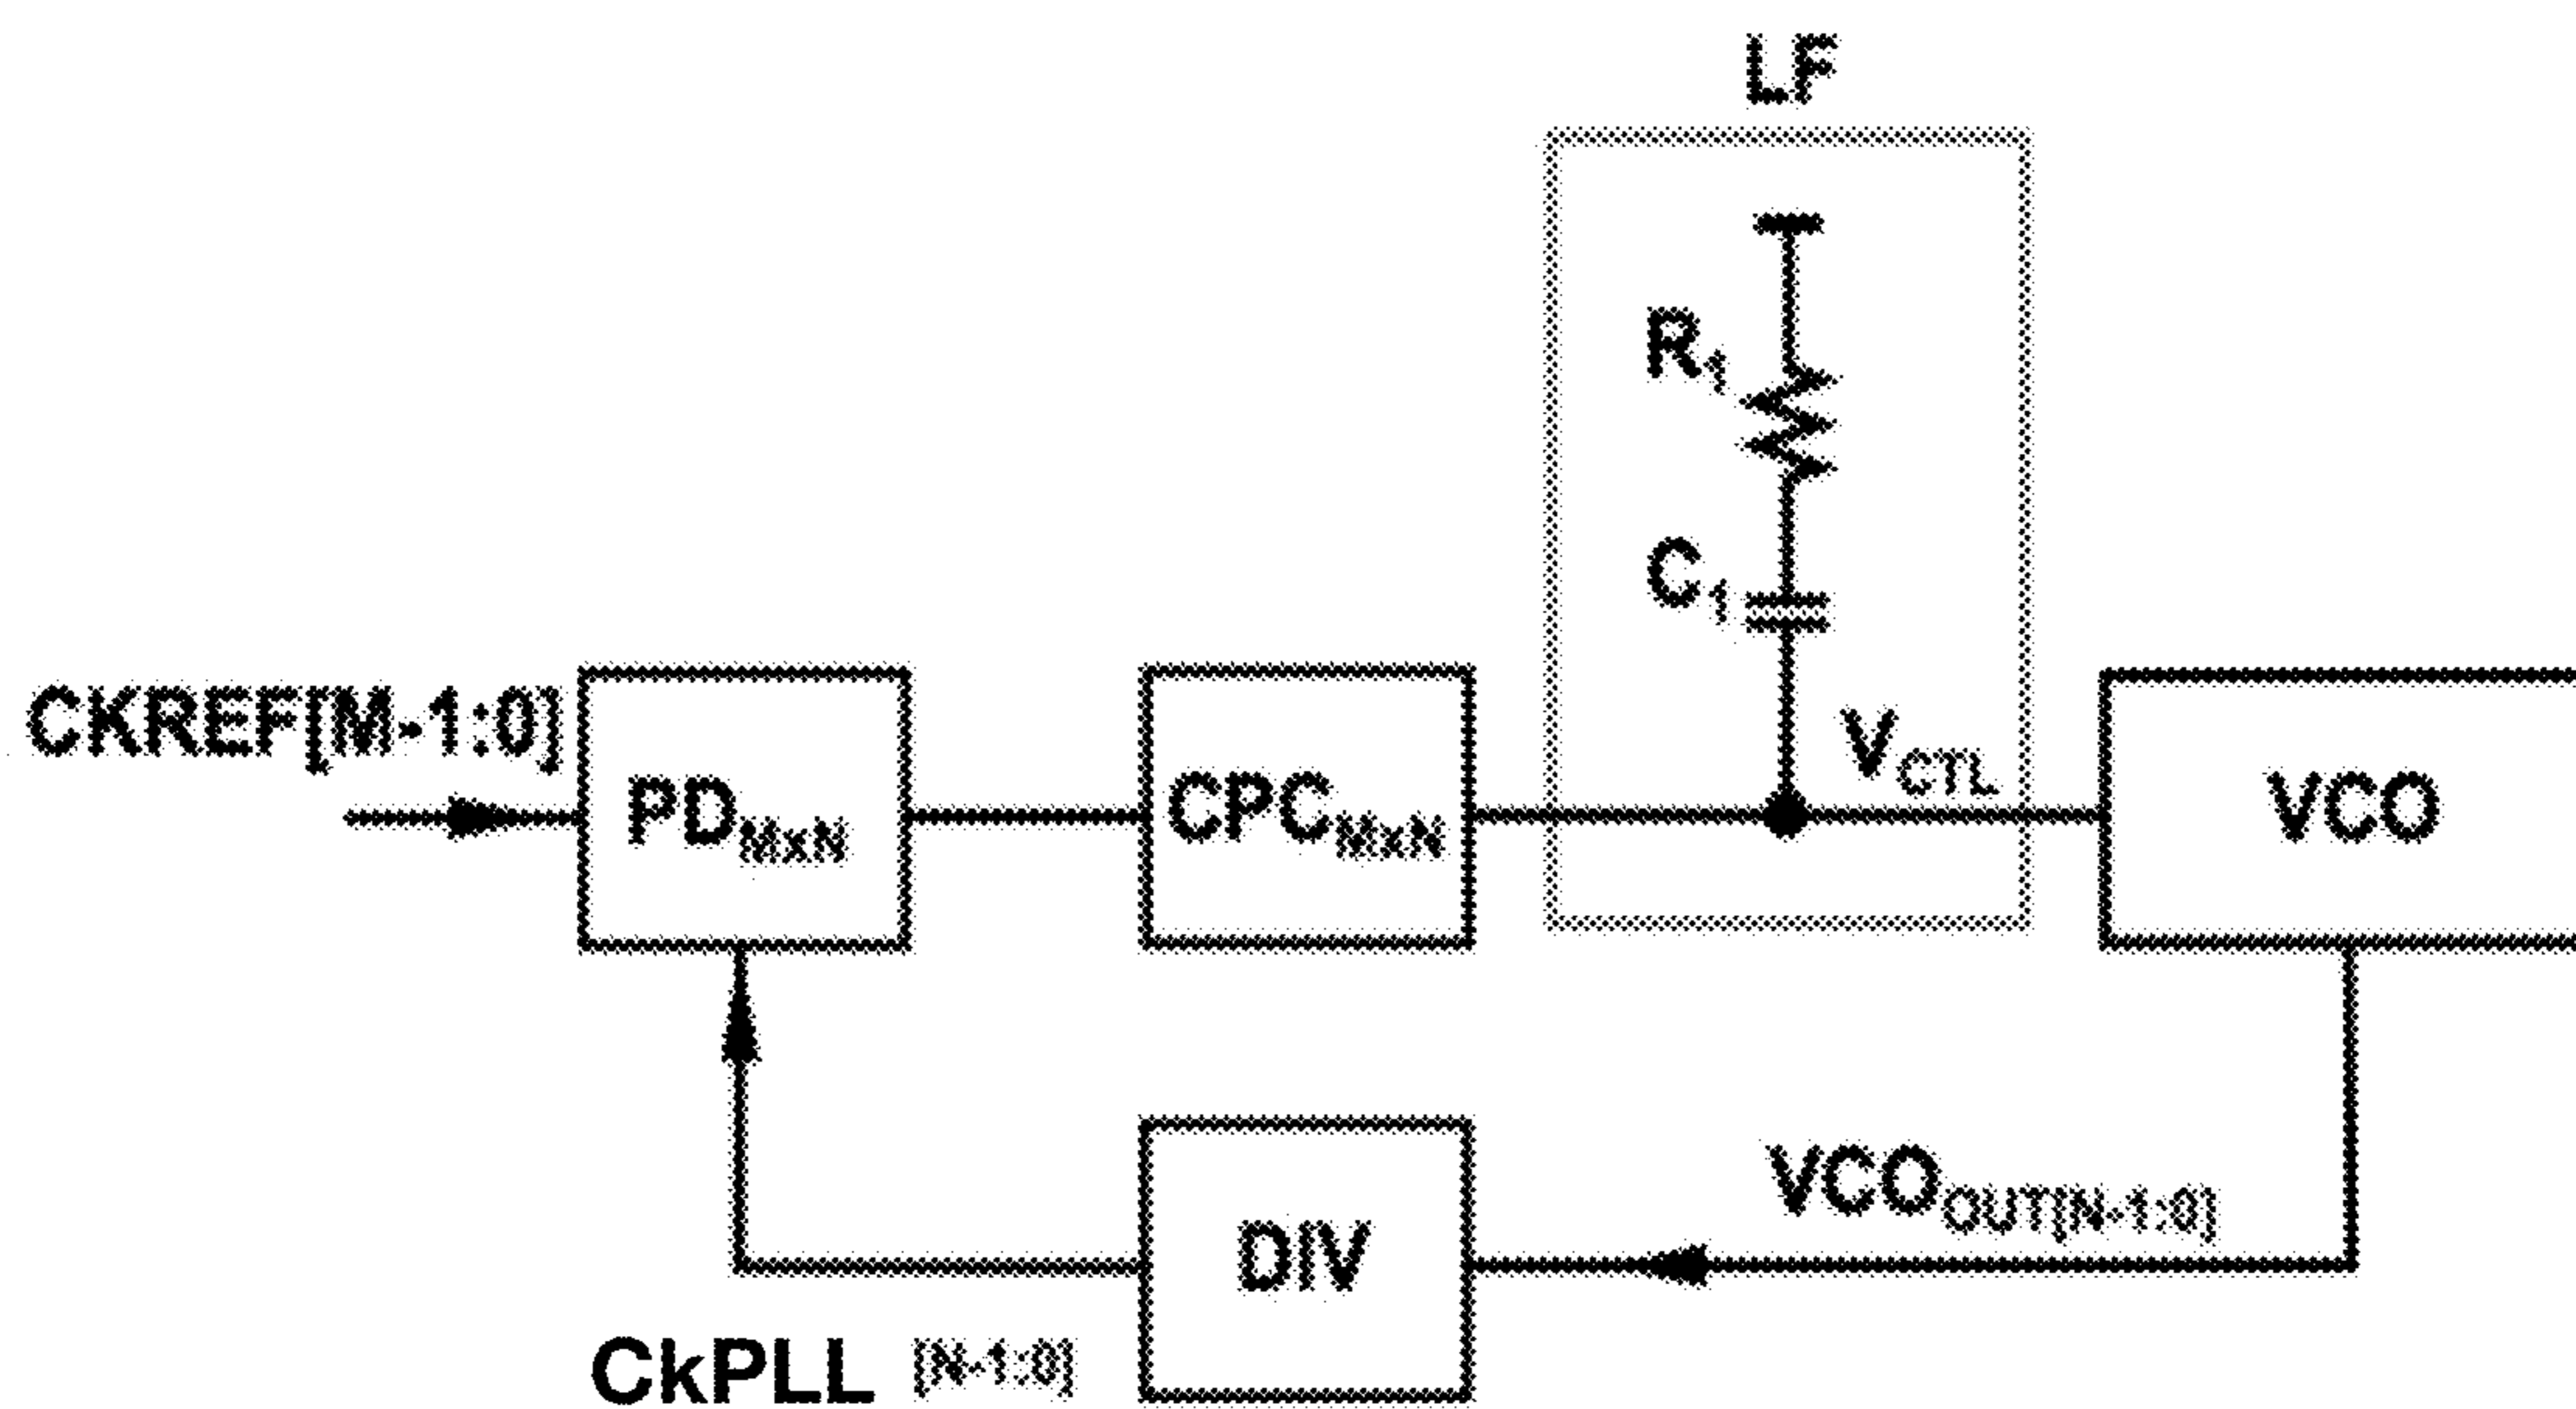 LF
R1
C1
CKREF[M-1:0]
VCTL
PDMxN
CPCMxN
VCO
VCOOUT[N-1:0]
DIV
CkPLL [N-1:0]